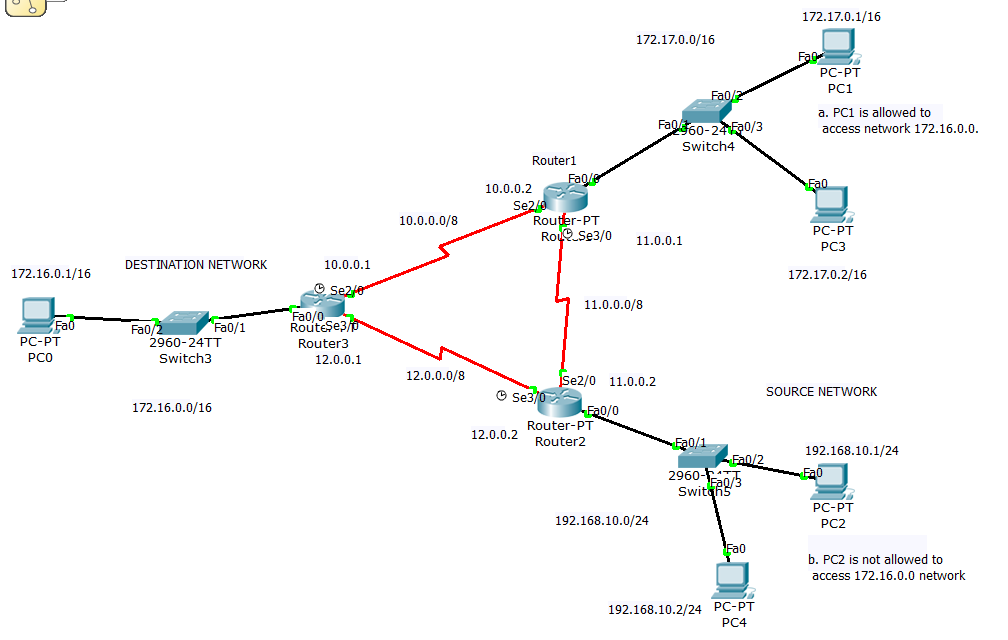 172.17.0.1/16
172.17.0.0/16
Fa0
PC-PT
PC1
Fa0/2
a. PC1 is allowed to
access network 172.16.0.0.
Fa0/1
Fa0/3
2960-24TT
Switch4
Router1
Fa0/0
10.0.0.2
Se2/0
Router-PT
Se3/0
Fa0
PC-PT
PC3
10.0.0.0/8
11.0.0.1
172.17.0.2/16
DESTINATION NETWORK
10.0.0.1
172.16.0.1/16
Se2/0
11.0.0.0/8
Fa0
Fa0/2
Fa0/1
Fa0/0
Se3/0
PC-PT
PC0
2960-24TT
Switch3
Router3
12.0.0.1
12.0.0.0/8
Se2/0
11.0.0.2
SOURCE NETWORK
Se3/0
172.16.0.0/16
Fa0/0
Router-PT
Router2
12.0.0.2
Fa0/1
192.168.10.1/24
Fa0/2
Fa0
2960-24TT
Fa0/3
Switch5
PC-PT
PC2
192.168.10.0/24
Fa0
b. PC2 is not allowed to
access 172.16.0.0 network
192.168.10.2/24
PC-PT
PC4